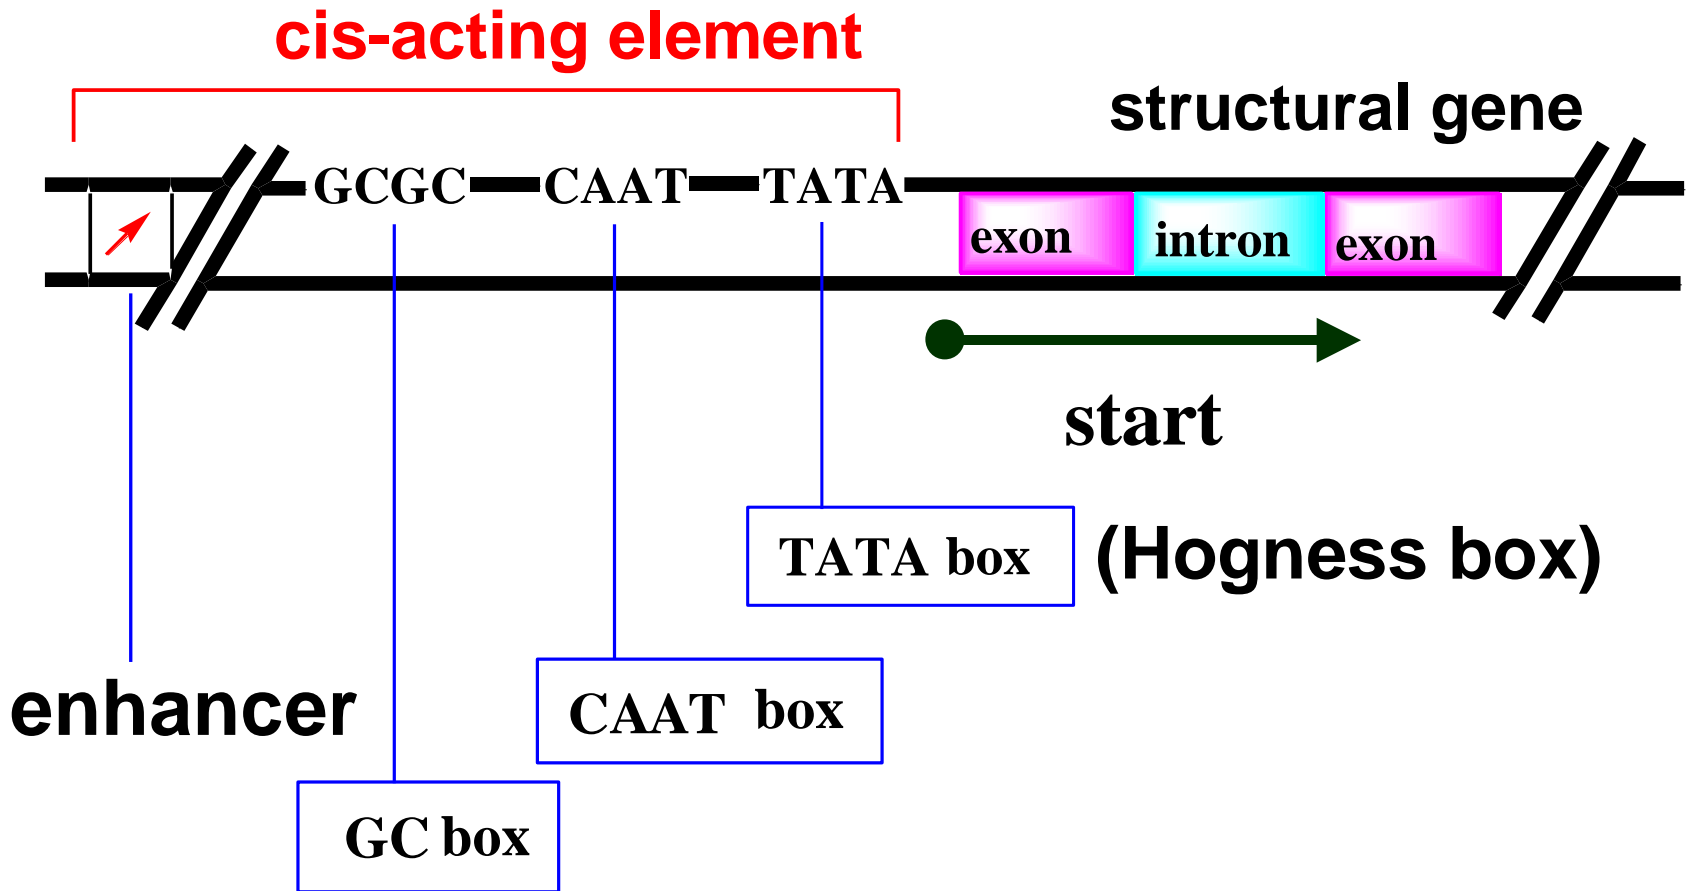 cis-acting element
structural gene
GCGC CAAT TATA
exon intron exon
start
TATA box (Hogness box)
enhancer
CAAT box
GC box